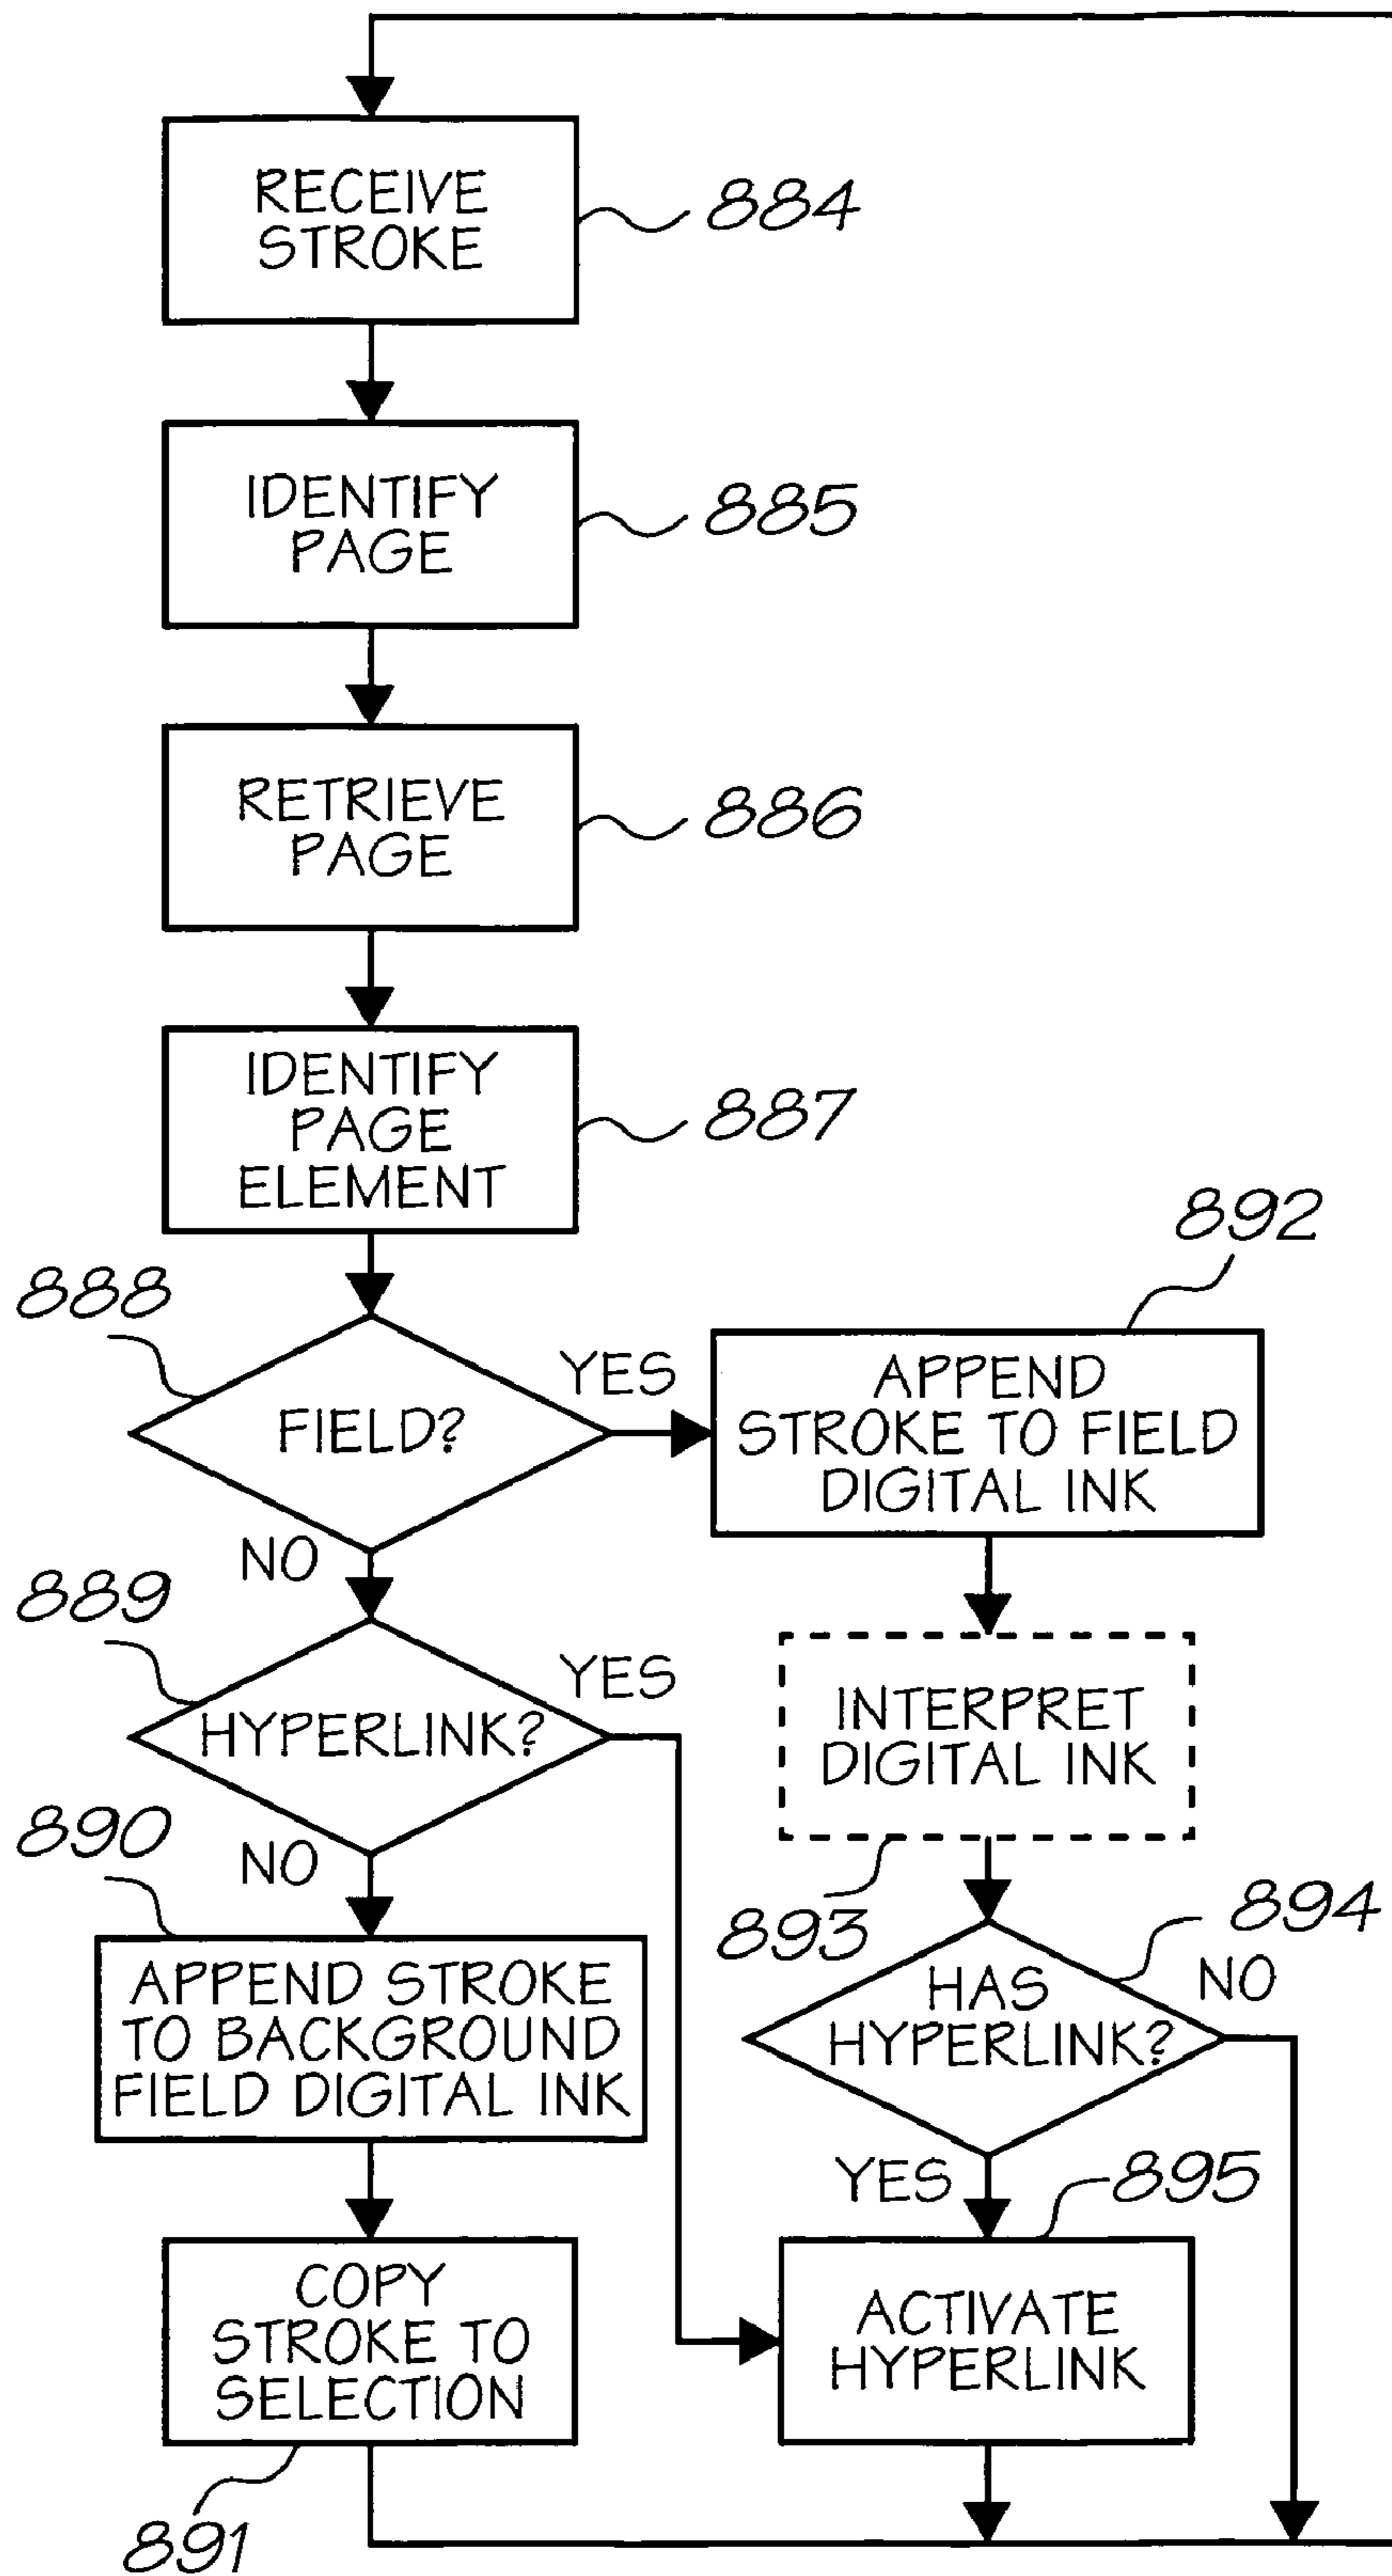 RECEIVE
STROKE
884
IDENTIFY
PAGE
885
RETRIEVE
PAGE
886
IDENTIFY
PAGE
ELEMENT
887
888
FIELD?
YES
NO
892
APPEND
STROKE TO FIELD
DIGITAL INK
889
HYPERLINK?
YES
NO
INTERPRET
DIGITAL INK
893
890
APPEND STROKE
TO BACKGROUND
FIELD DIGITAL INK
894
HAS
HYPERLINK?
NO
YES
895
COPY
STROKE TO
SELECTION
891
ACTIVATE
HYPERLINK